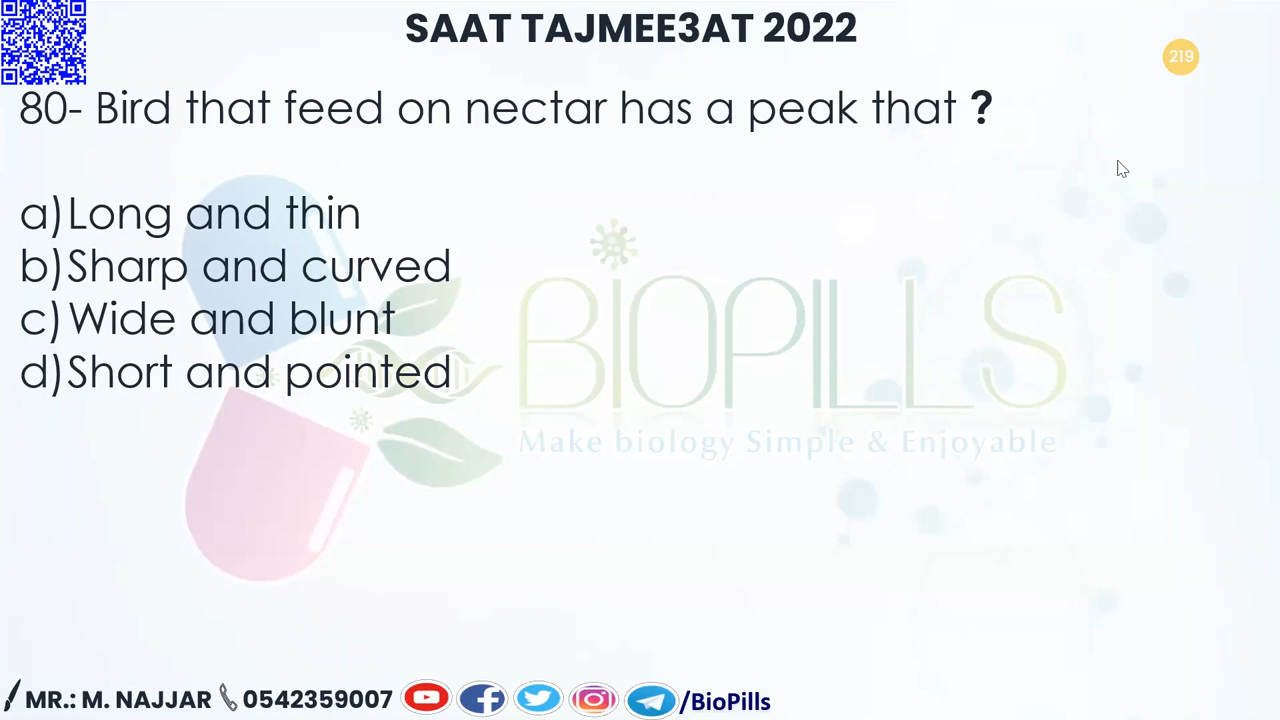 SAAT TAJMEE3AT 2022
219
80- Bird that feed on nectar has a peak that ?
a) Long and thin
b) Sharp and curved
c) Wide and blunt
d) Short and pointed
BIOPILLS
Make biology Simple & Enjoyable
MR.: M. NAJJAR 0542359007 /BioPills